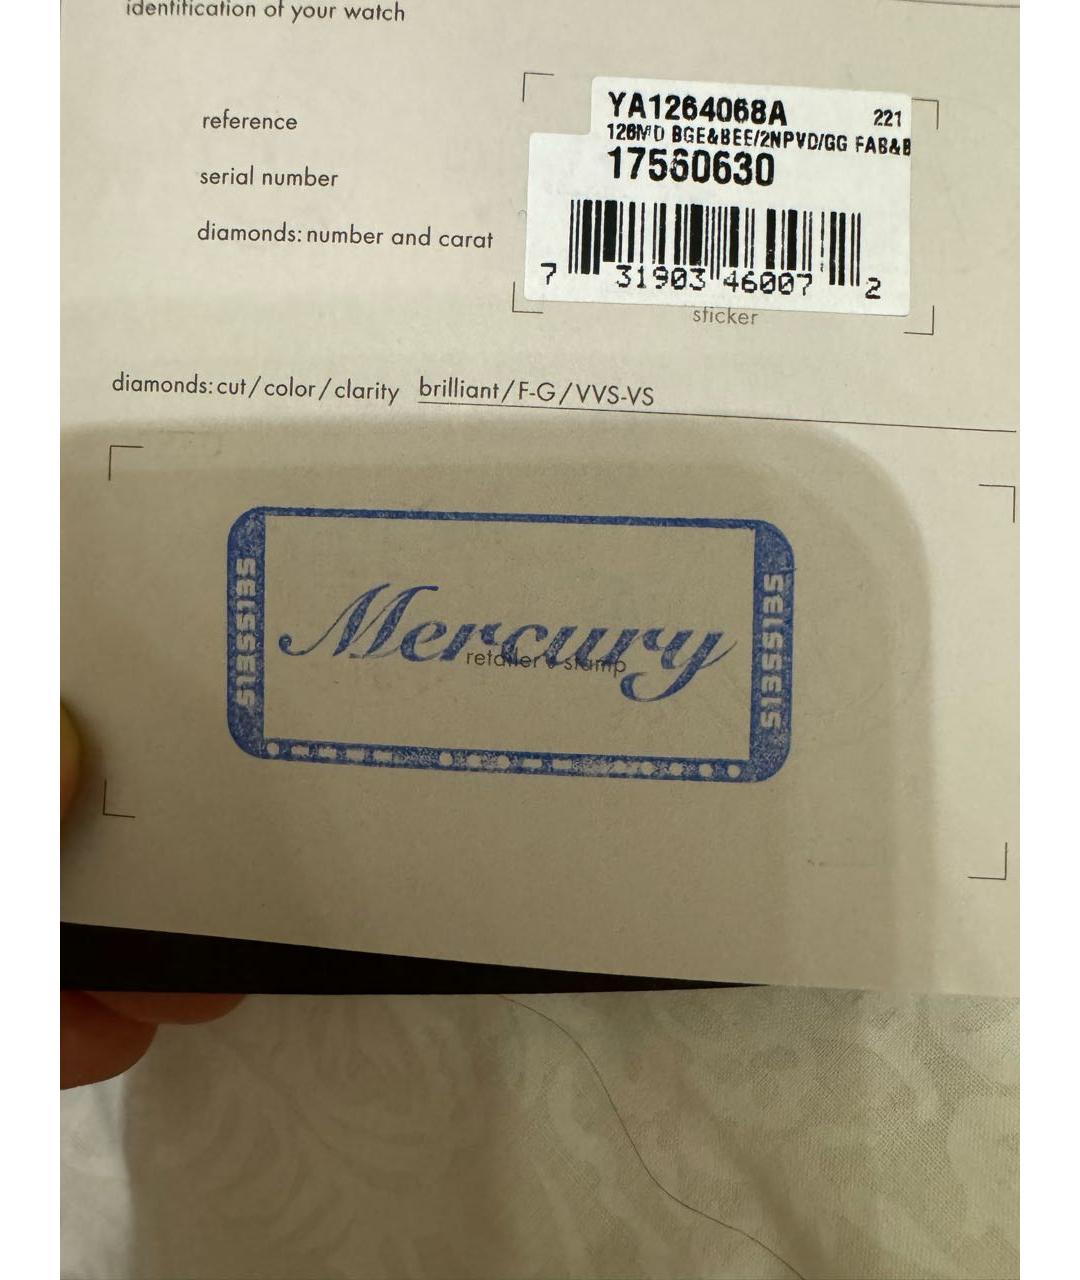 identification of your watch
reference
serial number
diamonds: number and carat
YA1264068A 221
126MD BGE&BEE/2NPVD/GG FAB&B
17560630
7 31903 46007 2
sticker
diamonds: cut/color/clarity brilliant/F-G/VVS-VS
Mercury
retailer's stamp